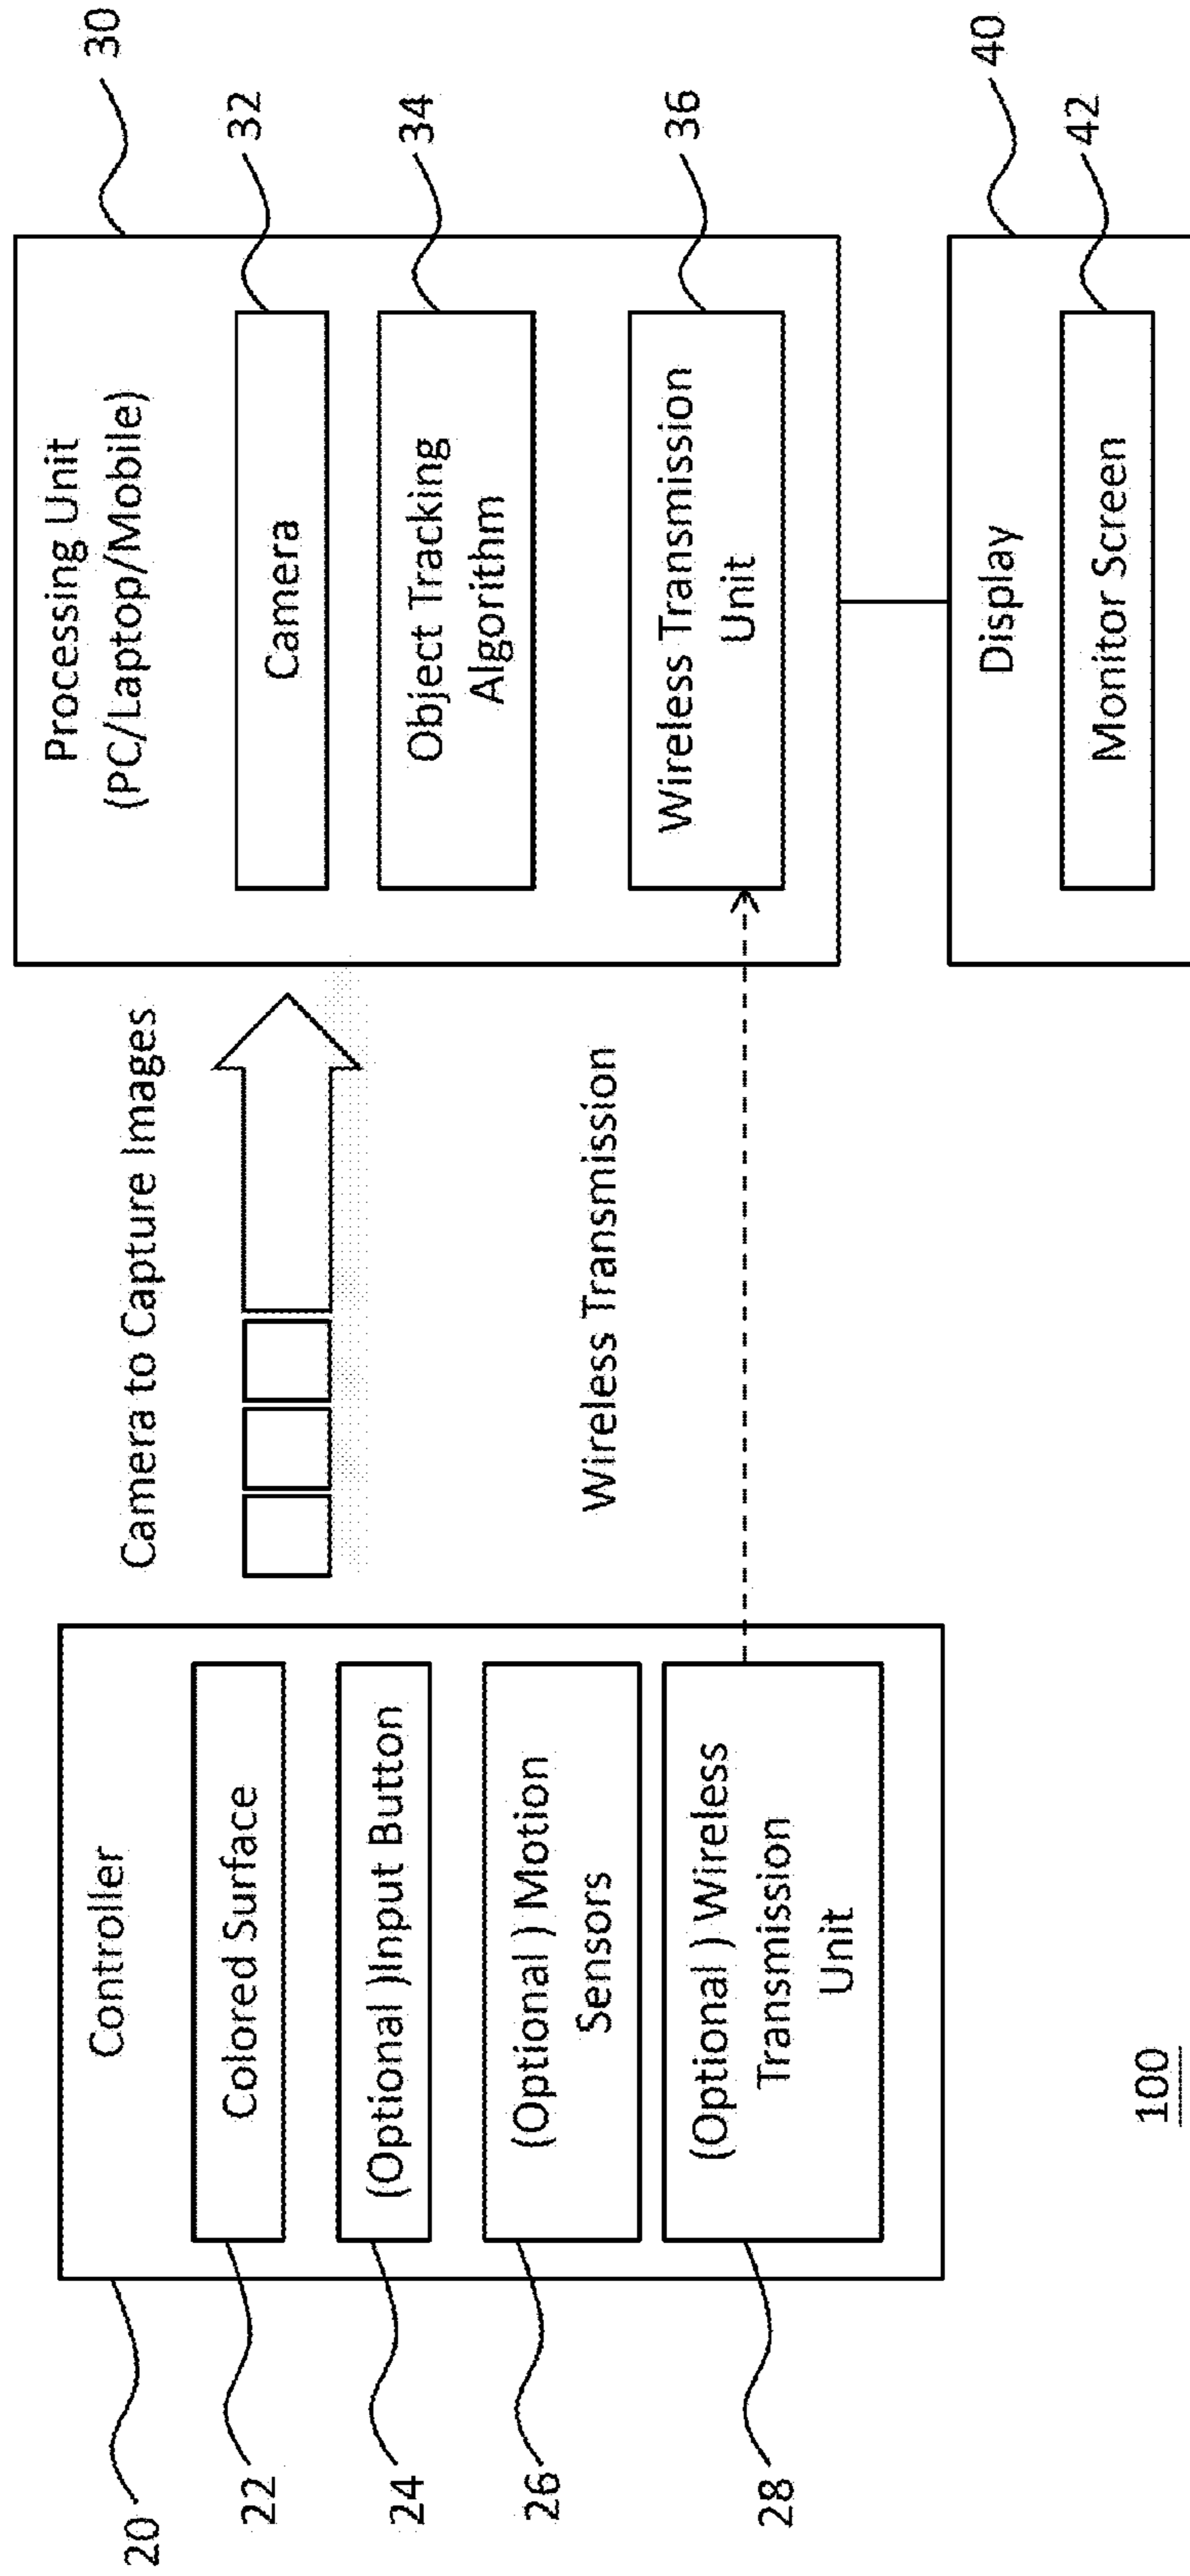 20
Controller
22
Colored Surface
24
(Optional )Input Button
26
(Optional ) Motion
Sensors
28
(Optional ) Wireless
Transmission
Unit
Camera to Capture Images
Wireless Transmission
30
Processing Unit
(PC/Laptop/Mobile)
32
Camera
34
Object Tracking
Algorithm
36
Wireless Transmission
Unit
40
Display
42
Monitor Screen
100